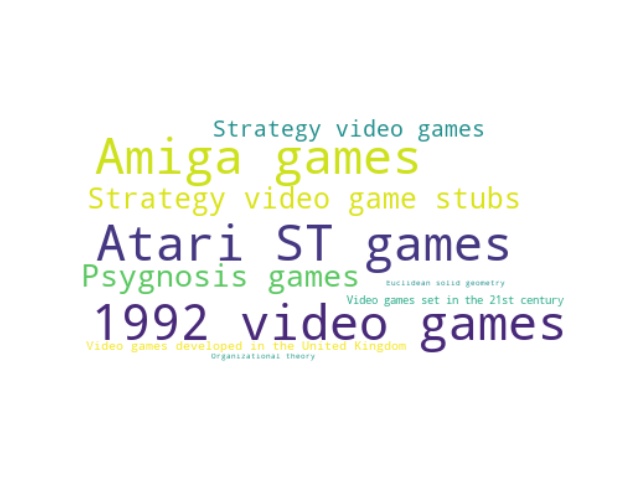 Strategy video games
Amiga games
Strategy video game stubs
Atari ST games
Psygnosis games
Euclidean solid geometry
Video games set in the 21st century
1992 video games
Video games developed in the United Kingdom
Organizational theory